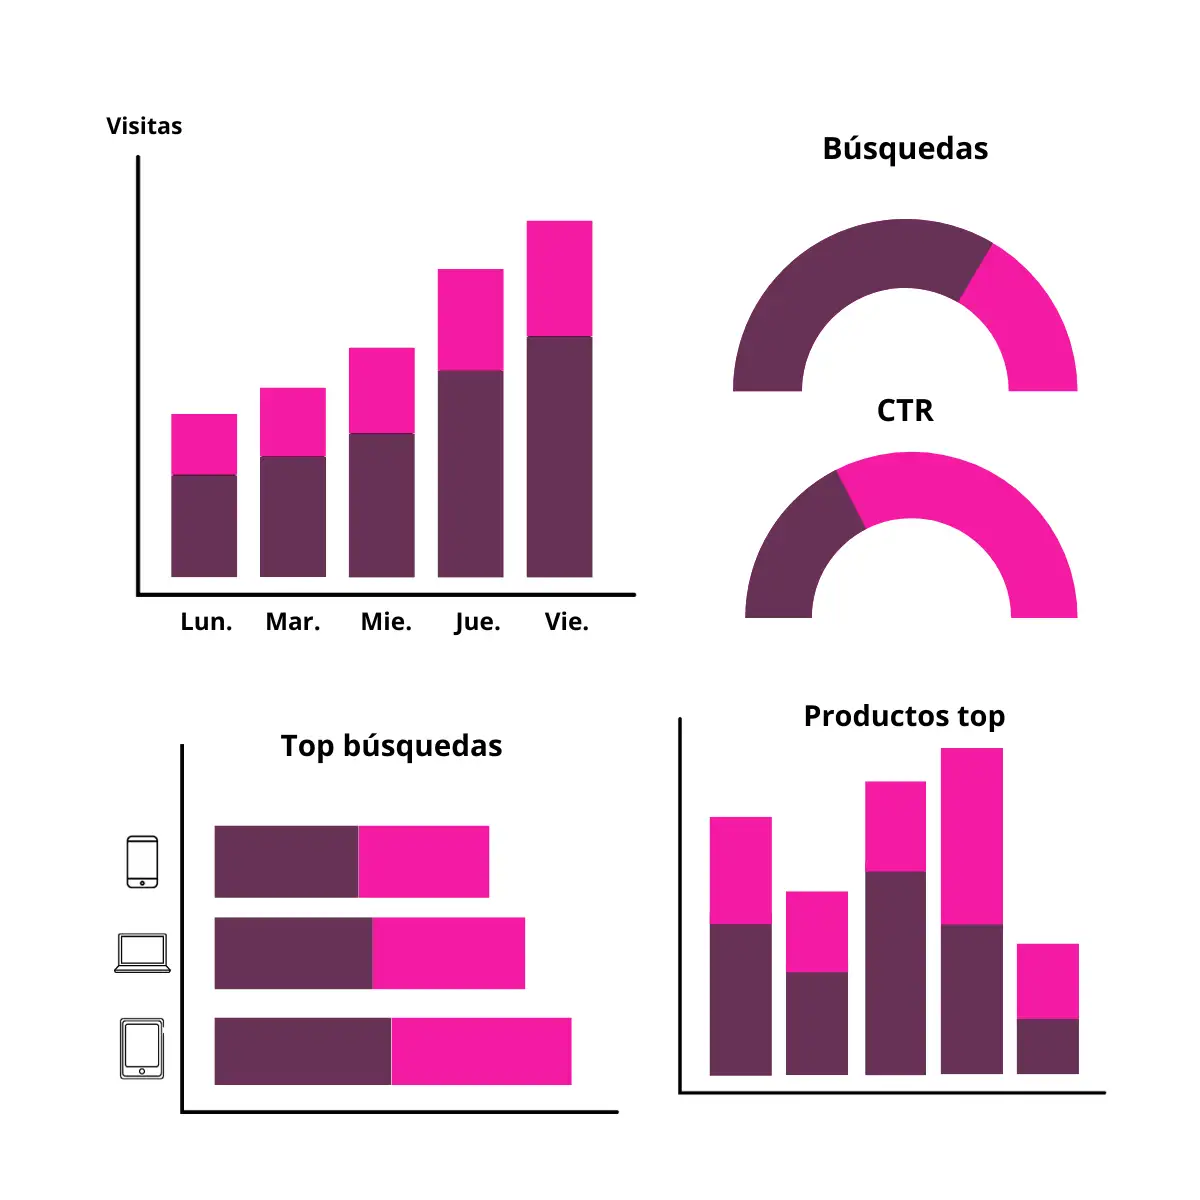 Visitas
Lun. Mar. Mie. Jue. Vie.
Búsquedas
CTR
Top búsquedas
Productos top